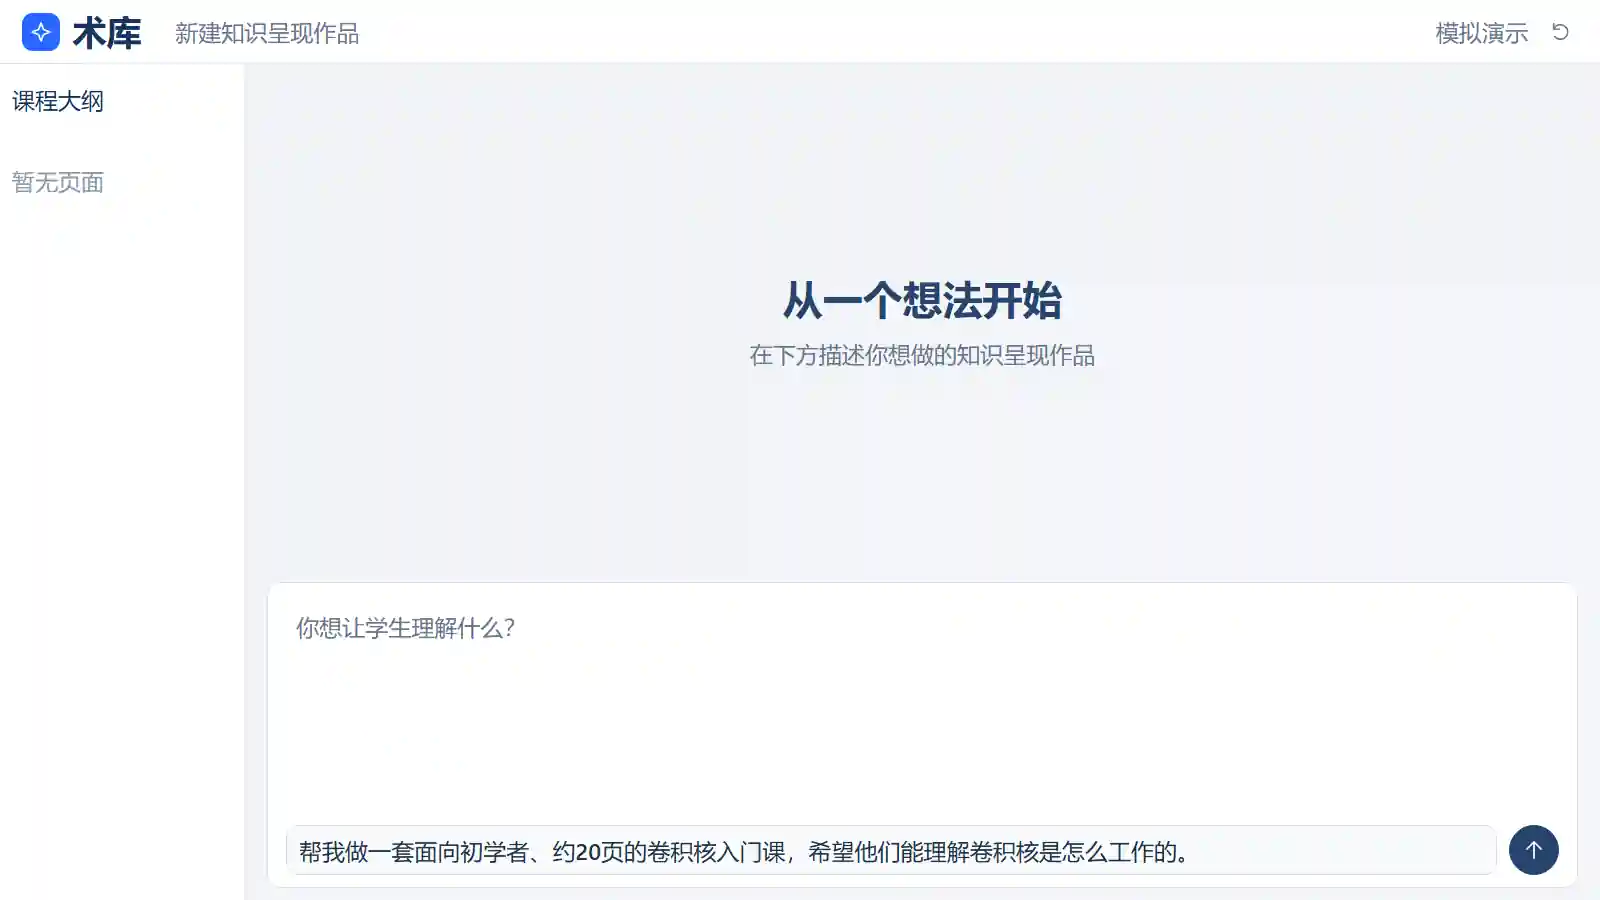 术库
新建知识呈现作品
模拟演示
课程大纲
暂无页面
从一个想法开始
在下方描述你想做的知识呈现作品
你想让学生理解什么？
帮我做一套面向初学者、约20页的卷积核入门课，希望他们能理解卷积核是怎么工作的。